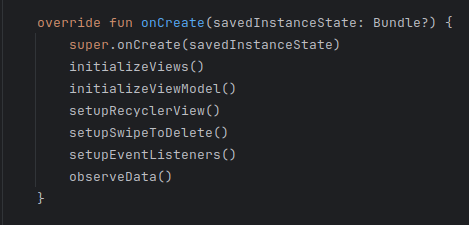 override fun onCreate(savedInstanceState: Bundle?) {
    super.onCreate(savedInstanceState)
    initializeViews()
    initializeViewModel()
    setupRecyclerView()
    setupSwipeToDelete()
    setupEventListeners()
    observeData()
}